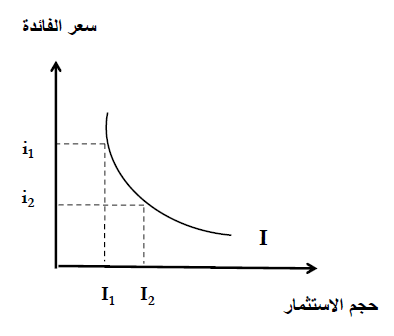 سعر الفائدة
i₁
i₂
I
I₁ I₂
حجم الاستثمار